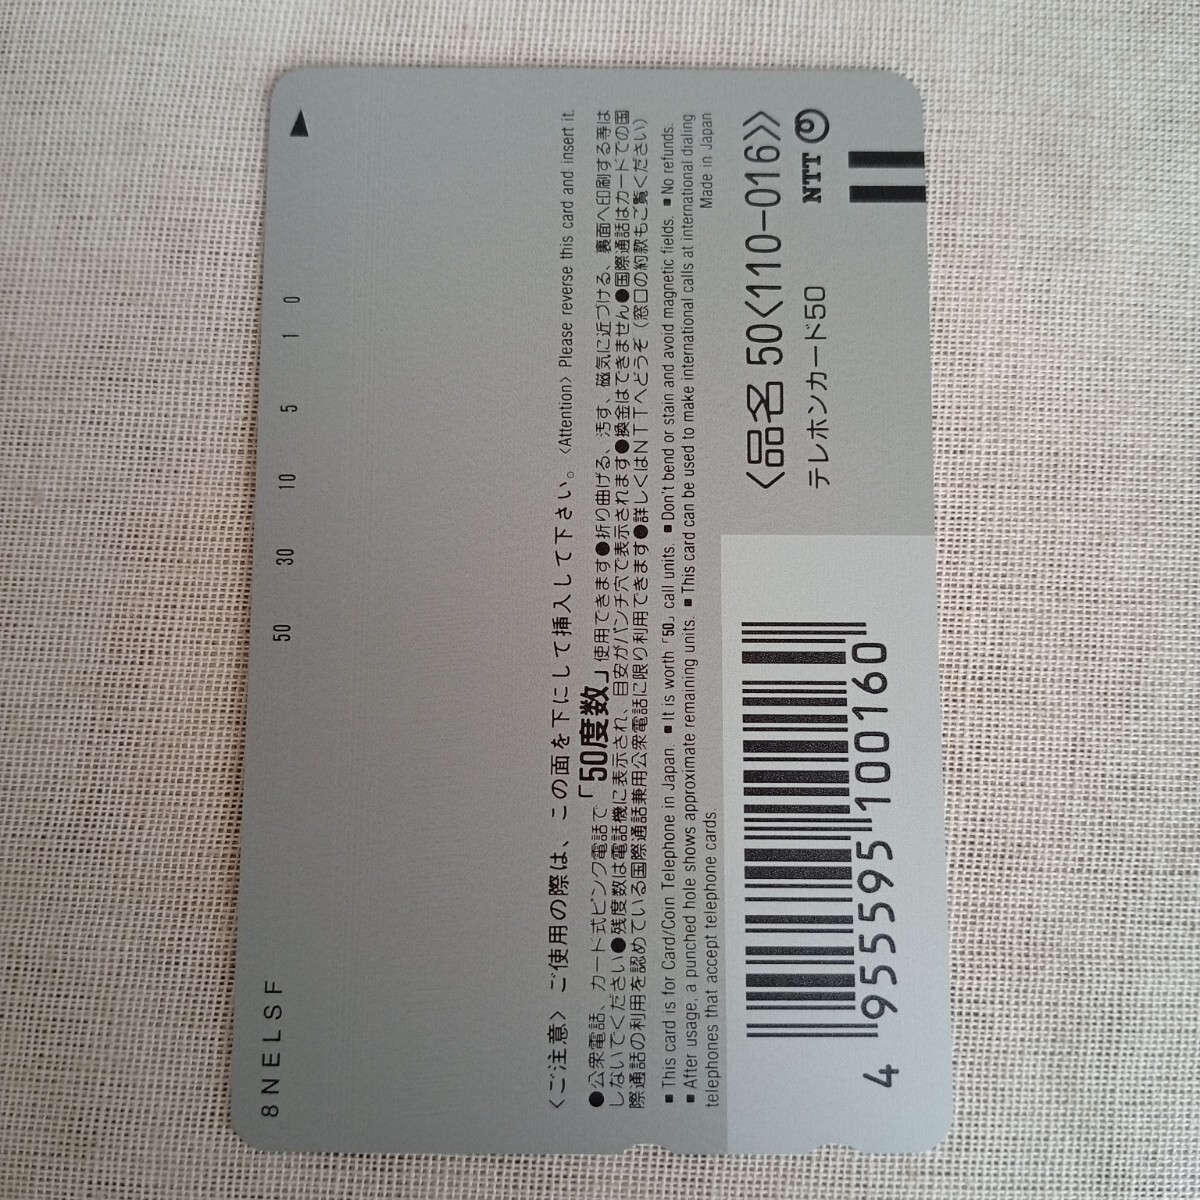 8NELSF
50 30 10 5 1 0
<ご注意> ご使用の際は、この面を下にして挿入して下さい。<Attention> Please reverse this card and insert it.
●公衆電話、カード式ピンク電話で「50度数」使用できます●折り曲げる、汚す、磁気に近づける、裏面へ印刷する等は
しないでください●残度数は電話機に表示され、目安がパンチ穴で表示されます●換金はできません●国際通話はカードでの国
際通話の利用を認めている国際通話兼用公衆電話に限り利用できます●詳しくはNTTへどうぞ（窓口の約款もご覧ください）
■ This card is for Card/Coin Telephone in Japan. ■ It is worth「50」call units. ■ Don't bend or stain and avoid magnetic fields. ■ No refunds.
■ After usage, a punched hole shows approximate remaining units. ■ This card can be used to make international calls at international dialing
telephones that accept telephone cards. Made in Japan
<品名 50<110-016>>
テレホンカード50 NTT
4 955595 100160